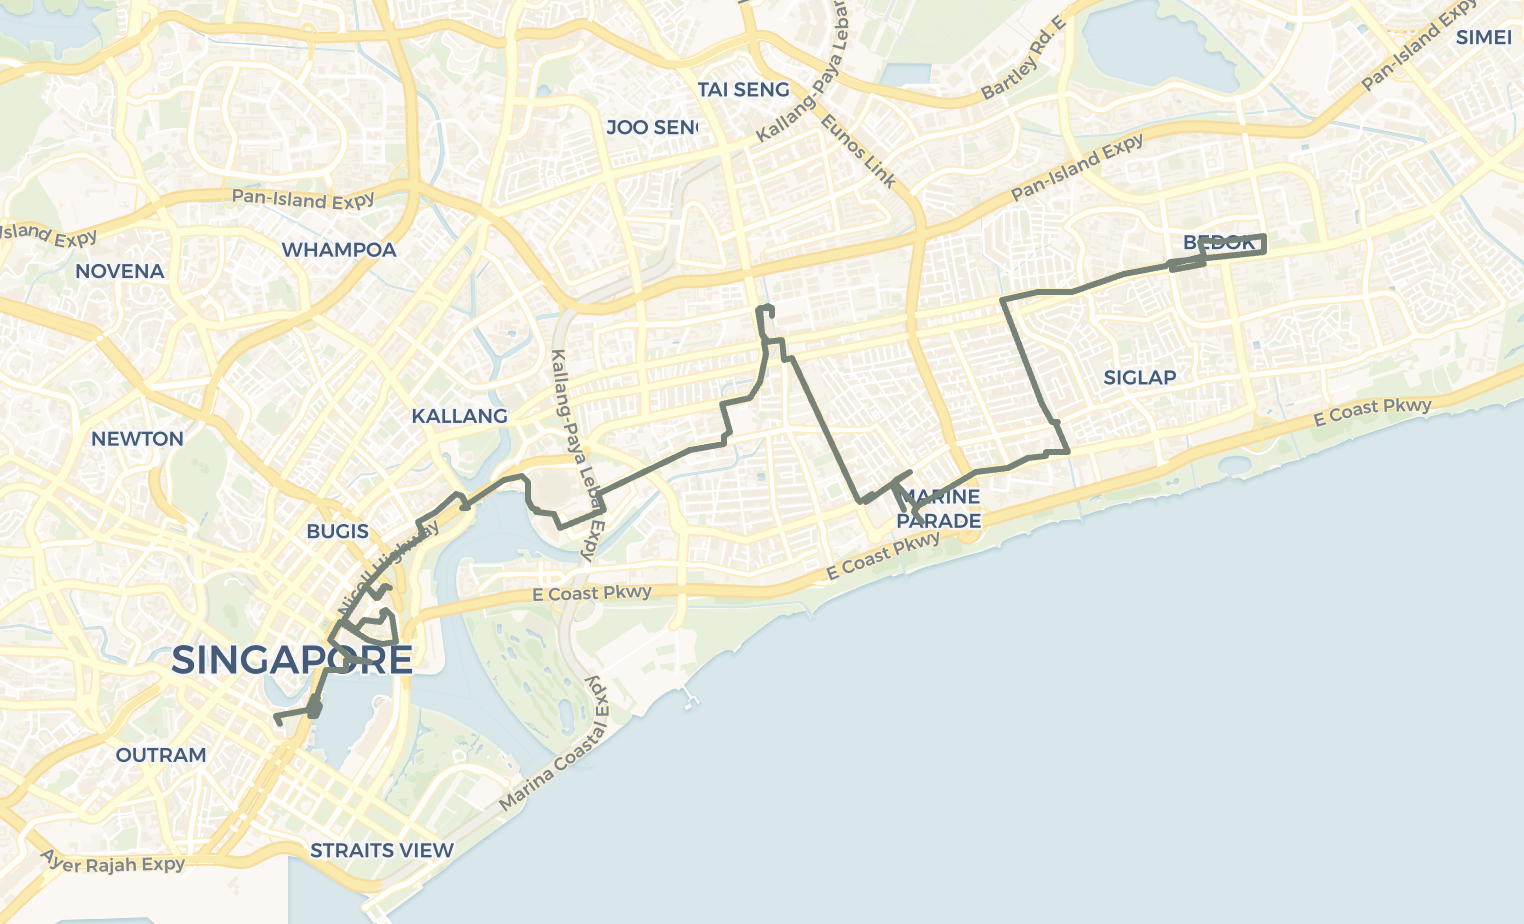 SIMEI
Pan-Island Expy
Bartley Rd. E
Kallang-Paya Lebar
TAI SENG
JOO SENG
Eunos Link
Pan-Island Expy
Pan-Island Expy
Island Expy
WHAMPOA
NOVENA
BEDOK
Kallang-Paya Lebar Expy
SIGLAP
KALLANG
E Coast Pkwy
NEWTON
MARINE
PARADE
BUGIS
Nicoll Highway
E Coast Pkwy
E Coast Pkwy
SINGAPORE
OUTRAM
Marina Coastal Expy
STRAITS VIEW
Ayer Rajah Expy